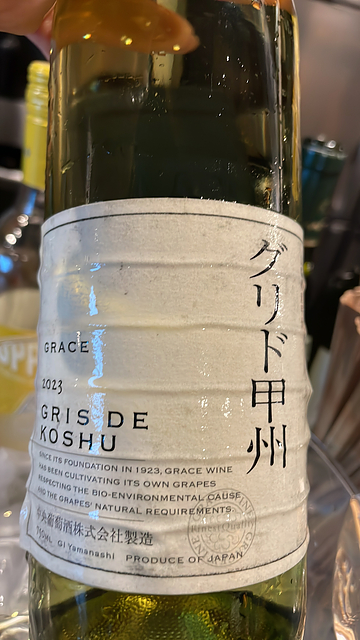 グリド甲州
GRACE
2023
GRIS DE
KOSHU
SINCE ITS FOUNDATION IN 1923, GRACE WINE
HAS BEEN CULTIVATING ITS OWN GRAPES
RESPECTING THE BIO-ENVIRONMENTAL CAUSE
AND THE GRAPES' NATURAL REQUIREMENTS.
中央葡萄酒株式会社製造
750ML GI Yamanashi PRODUCE OF JAPAN